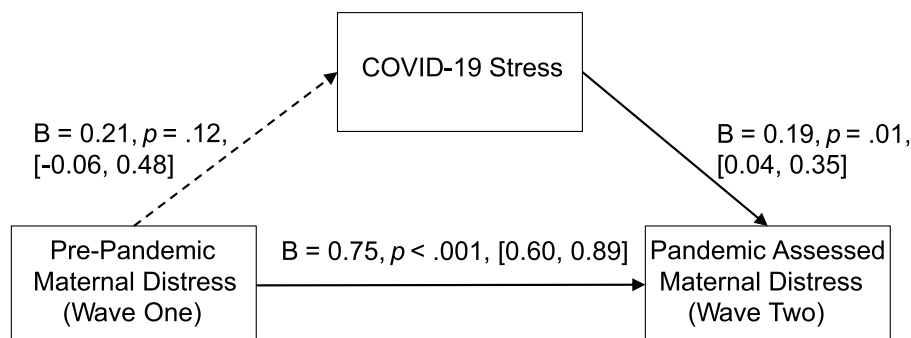 COVID-19 Stress
B = 0.21, p = .12,
[-0.06, 0.48]
B = 0.19, p = .01,
[0.04, 0.35]
Pre-Pandemic
Maternal Distress
(Wave One)
B = 0.75, p < .001, [0.60, 0.89]
Pandemic Assessed
Maternal Distress
(Wave Two)